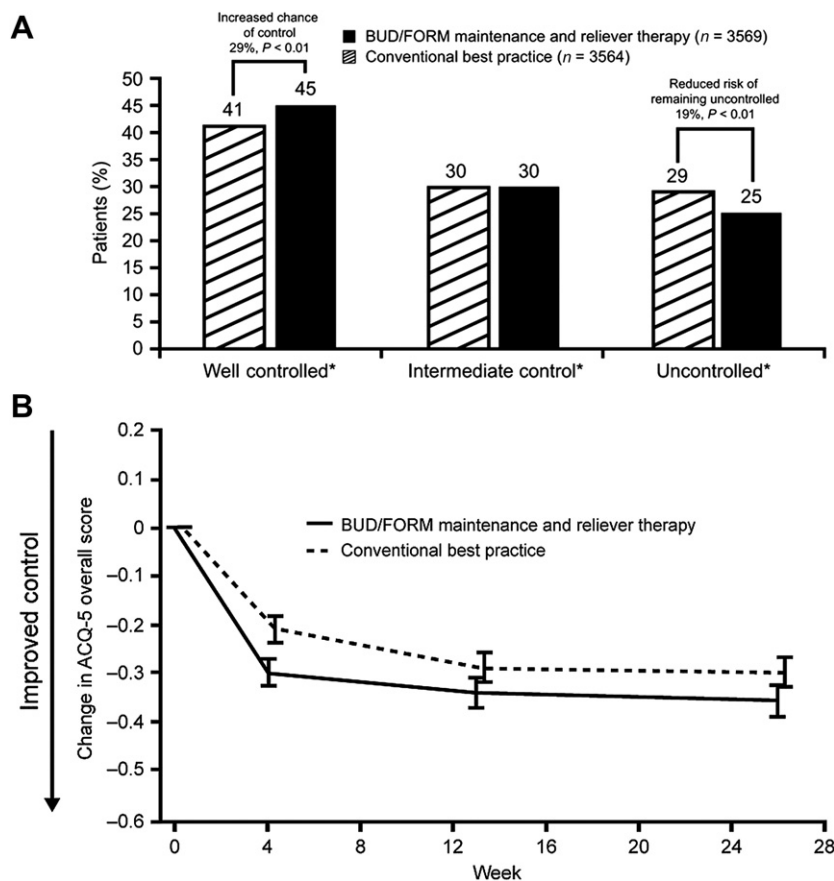 A
Increased chance
of control
29%, P < 0.01
BUD/FORM maintenance and reliever therapy (n = 3569)
Conventional best practice (n = 3564)
Reduced risk of
remaining uncontrolled
19%, P < 0.01
Patients (%)
50
45
40
35
30
25
20
15
10
5
0
41
45
30
30
29
25
Well controlled*
Intermediate control*
Uncontrolled*
B
Improved control
Change in ACQ-5 overall score
0.2
0.1
0
–0.1
–0.2
–0.3
–0.4
–0.5
–0.6
BUD/FORM maintenance and reliever therapy
Conventional best practice
0 4 8 12 16 20 24 28
Week